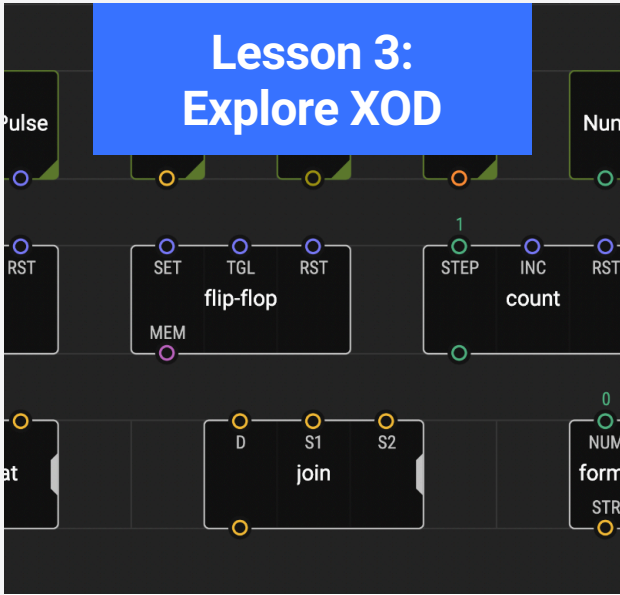 Lesson 3:
Explore XOD
Pulse
Num
1
RST SET TGL RST STEP INC RST
flip-flop count
MEM
0
D S1 S2 NUM
at join form
STR